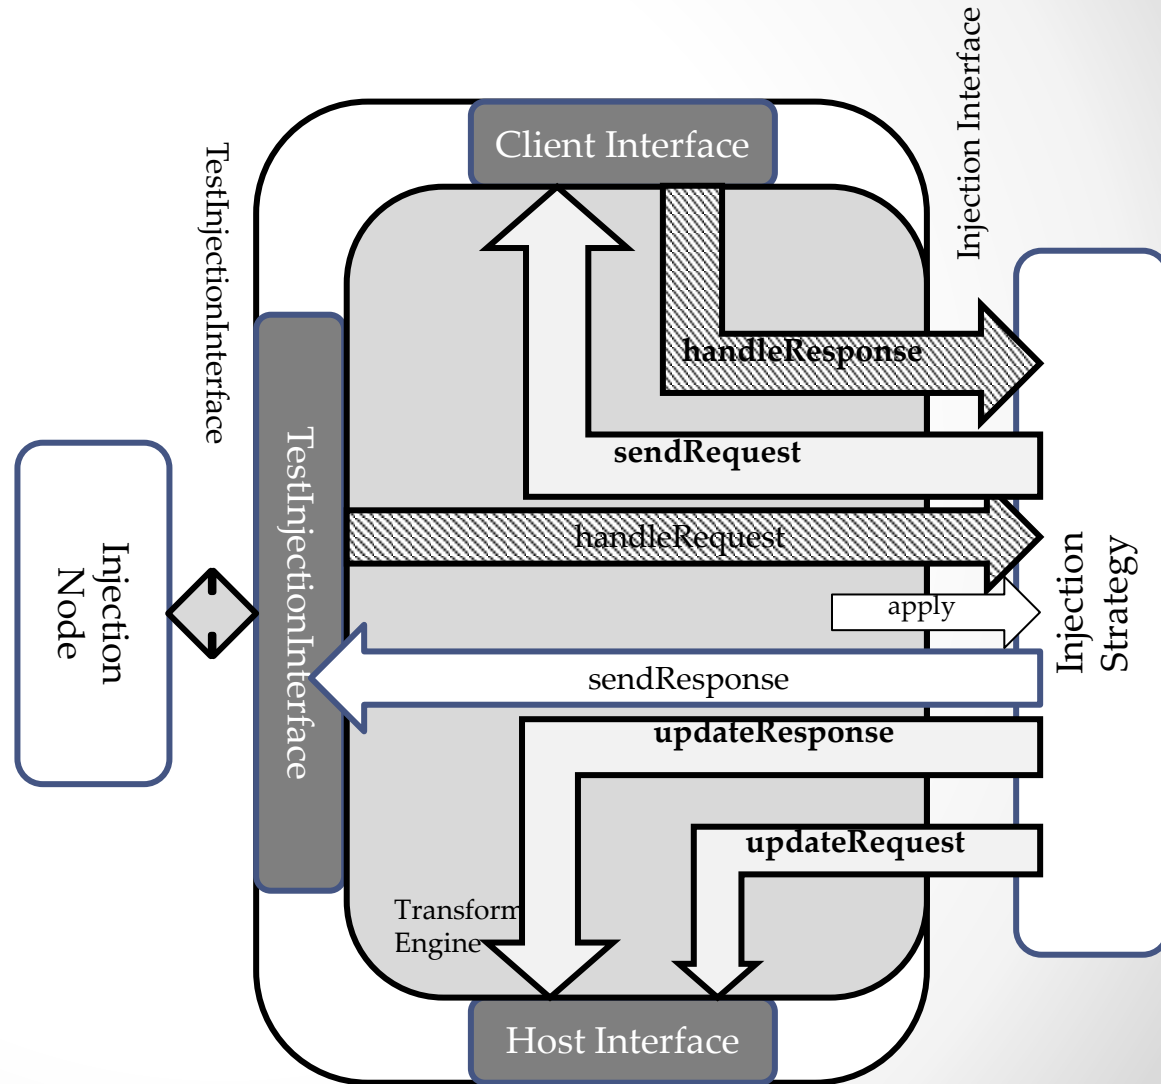 Client Interface
Injection Interface
TestInjectionInterface
handleResponse
sendRequest
TestInjectionInterface
handleRequest
Injection
Node
apply
Injection
Strategy
sendResponse
updateResponse
updateRequest
Transform
Engine
Host Interface